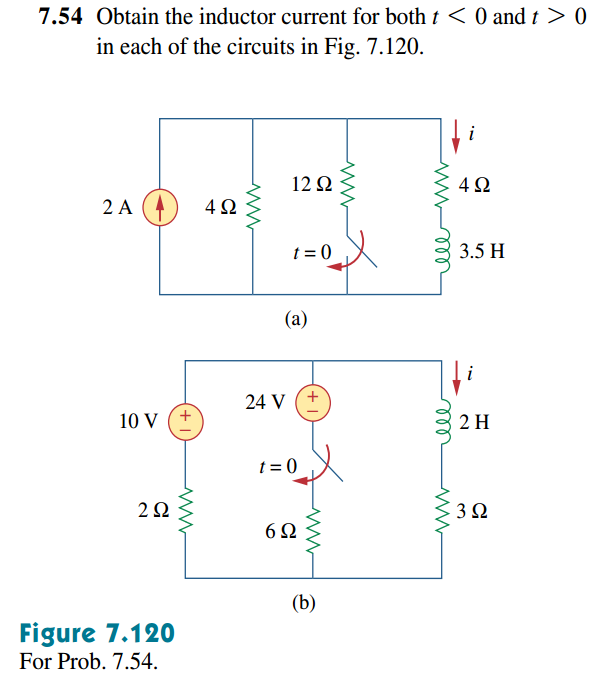 7.54 Obtain the inductor current for both t < 0 and t > 0
in each of the circuits in Fig. 7.120.
i
12 Ω
4 Ω
2 A
4 Ω
t = 0
3.5 H
(a)
i
24 V
+
−
10 V
+
−
2 H
t = 0
2 Ω
3 Ω
6 Ω
(b)
Figure 7.120
For Prob. 7.54.